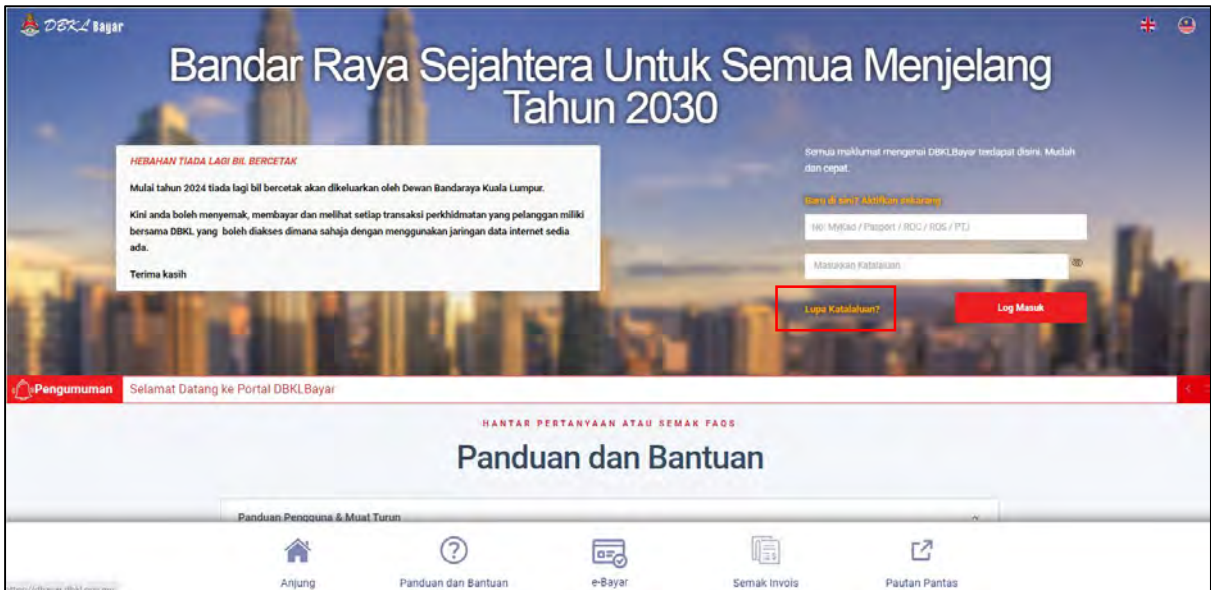 DBKL Bayar
Bandar Raya Sejahtera Untuk Semua Menjelang
Tahun 2030
HEBAHAN TIADA LAGI BIL BERCETAK
Mulai tahun 2024 tiada lagi bil bercetak akan dikeluarkan oleh Dewan Bandaraya Kuala Lumpur.
Kini anda boleh menyemak, membayar dan melihat setiap transaksi perkhidmatan yang pelanggan miliki
bersama DBKL yang boleh diakses dimana sahaja dengan menggunakan jaringan data internet sedia
ada.
Terima kasih
Semua maklumat mengenai DBKLBayar terdapat disini. Mudah
dan cepat.
Baru di sini? Aktifkan sekarang
No. MyKad / Pasport / ROC / ROS / PTJ
Masukkan Katalaluan
Lupa Katalaluan?
Log Masuk
Pengumuman
Selamat Datang ke Portal DBKLBayar
HANTAR PERTANYAAN ATAU SEMAK FAQS
Panduan dan Bantuan
Panduan Pengguna & Muat Turun
Anjung
Panduan dan Bantuan
e-Bayar
Semak Invois
Pautan Pantas